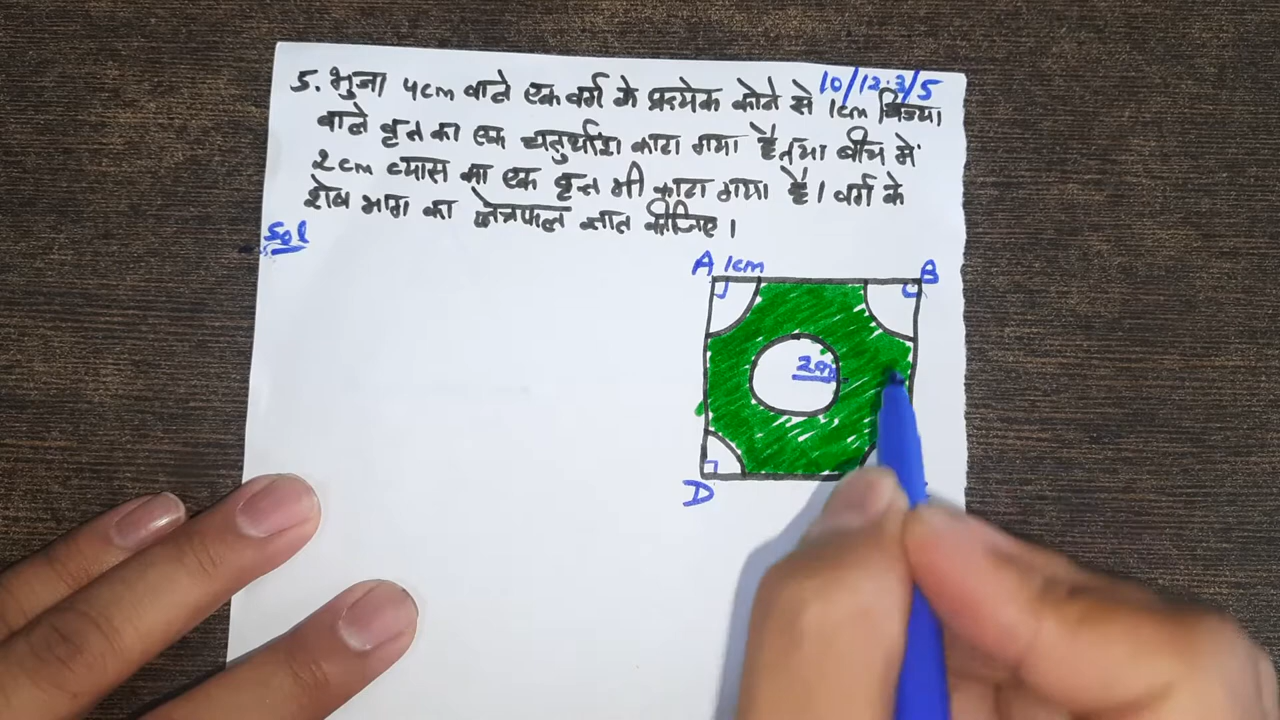 10/12.3/5
5. भुजा 4cm वाले एक वर्ग के प्रत्येक कोने से 1cm त्रिज्या
वाले वृत्त का एक चतुर्थांश काटा गया है तथा बीच में
2cm व्यास का एक वृत्त भी काटा गया है। वर्ग के
शेष भाग का क्षेत्रफल ज्ञात कीजिए।
Sol
A 1cm B
2cm
D